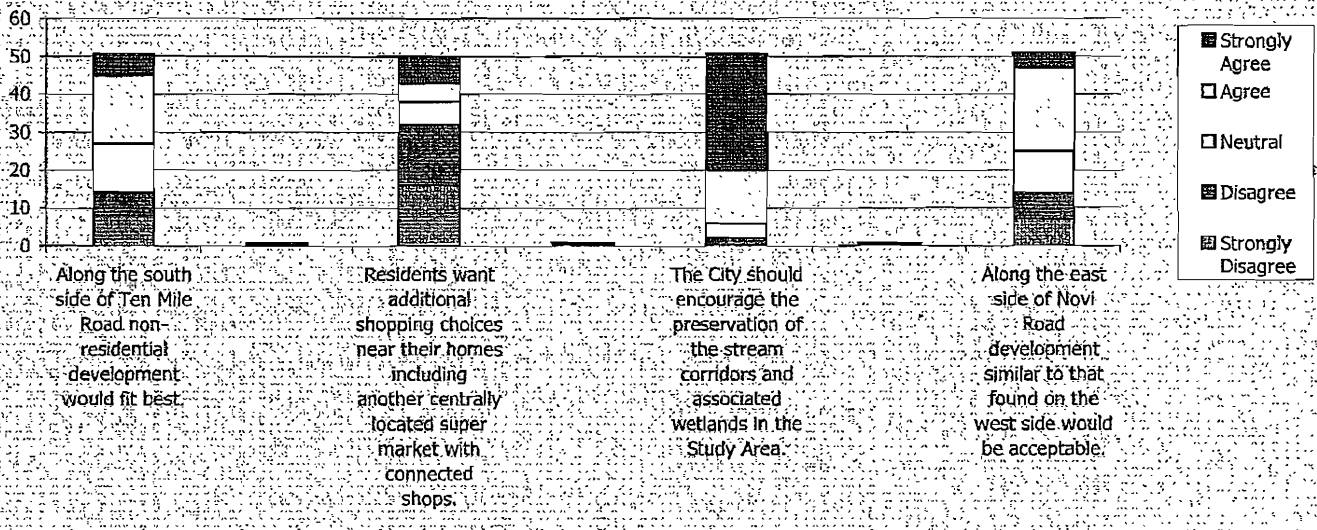 60
50
40
30
20
10
0
Along the south
side of Ten Mile
Road non-
residential
development
would fit best.
Residents want
additional
shopping choices
near their homes
including
another centrally
located super
market with
connected
shops.
The City should
encourage the
preservation of
the stream
corridors and
associated
wetlands in the
Study Area.
Along the east
side of Novi
Road
development
similar to that
found on the
west side would
be acceptable.
Strongly
Agree
Agree
Neutral
Disagree
Strongly
Disagree